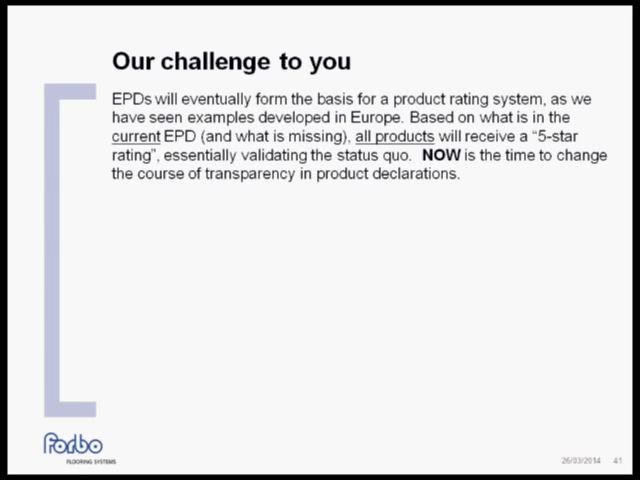 Our challenge to you
EPDs will eventually form the basis for a product rating system, as we
have seen examples developed in Europe. Based on what is in the
current EPD (and what is missing), all products will receive a “5-star
rating”, essentially validating the status quo. NOW is the time to change
the course of transparency in product declarations.
Forbo
FLOORING SYSTEMS
26/03/2014 41